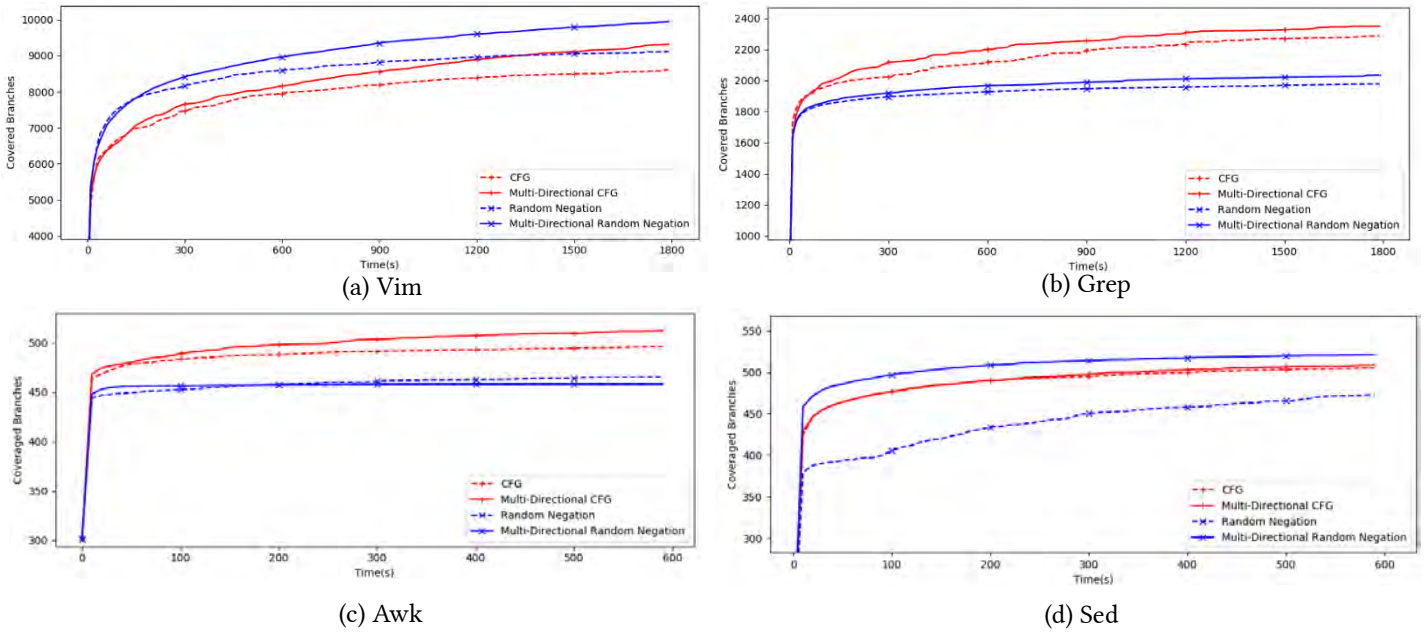 10000
9000
8000
7000
6000
5000
4000
Covered Branches
0 300 600 900 1200 1500 1800
Time(s)
CFG
Multi-Directional CFG
Random Negation
Multi-Directional Random Negation
(a) Vim
2400
2200
2000
1800
1600
1400
1200
1000
Covered Branches
0 300 600 900 1200 1500 1800
Time(s)
CFG
Multi-Directional CFG
Random Negation
Multi-Directional Random Negation
(b) Grep
500
450
400
350
300
Coveraged Branches
0 100 200 300 400 500 600
Time(s)
CFG
Multi-Directional CFG
Random Negation
Multi-Directional Random Negation
(c) Awk
550
500
450
400
350
300
Coveraged Branches
0 100 200 300 400 500 600
Time(s)
CFG
Multi-Directional CFG
Random Negation
Multi-Directional Random Negation
(d) Sed